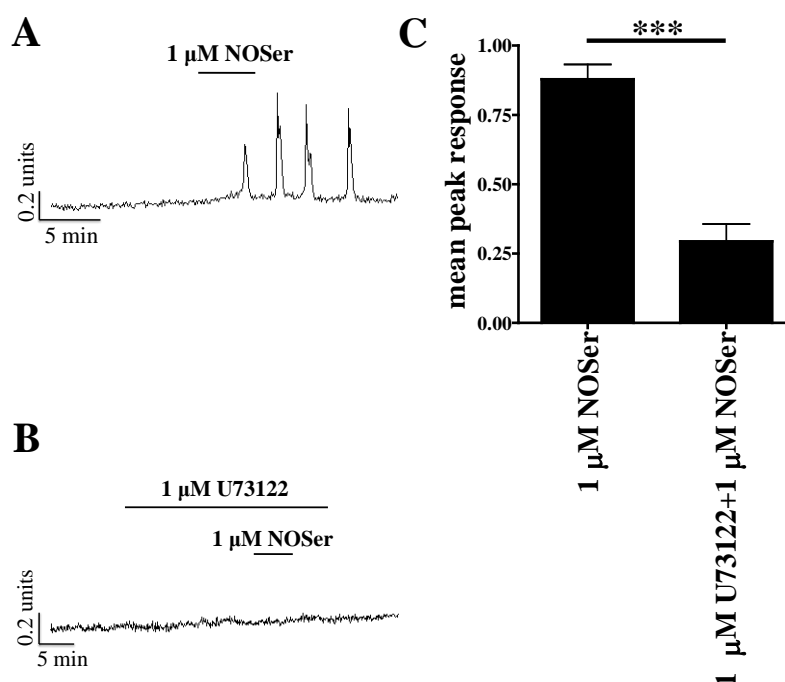 A
1 μM NOSer
0.2 units
5 min
B
1 μM U73122
1 μM NOSer
0.2 units
5 min
C
***
mean peak response
1.00
0.75
0.50
0.25
0.00
1 μM NOSer
1 μM U73122+1 μM NOSer